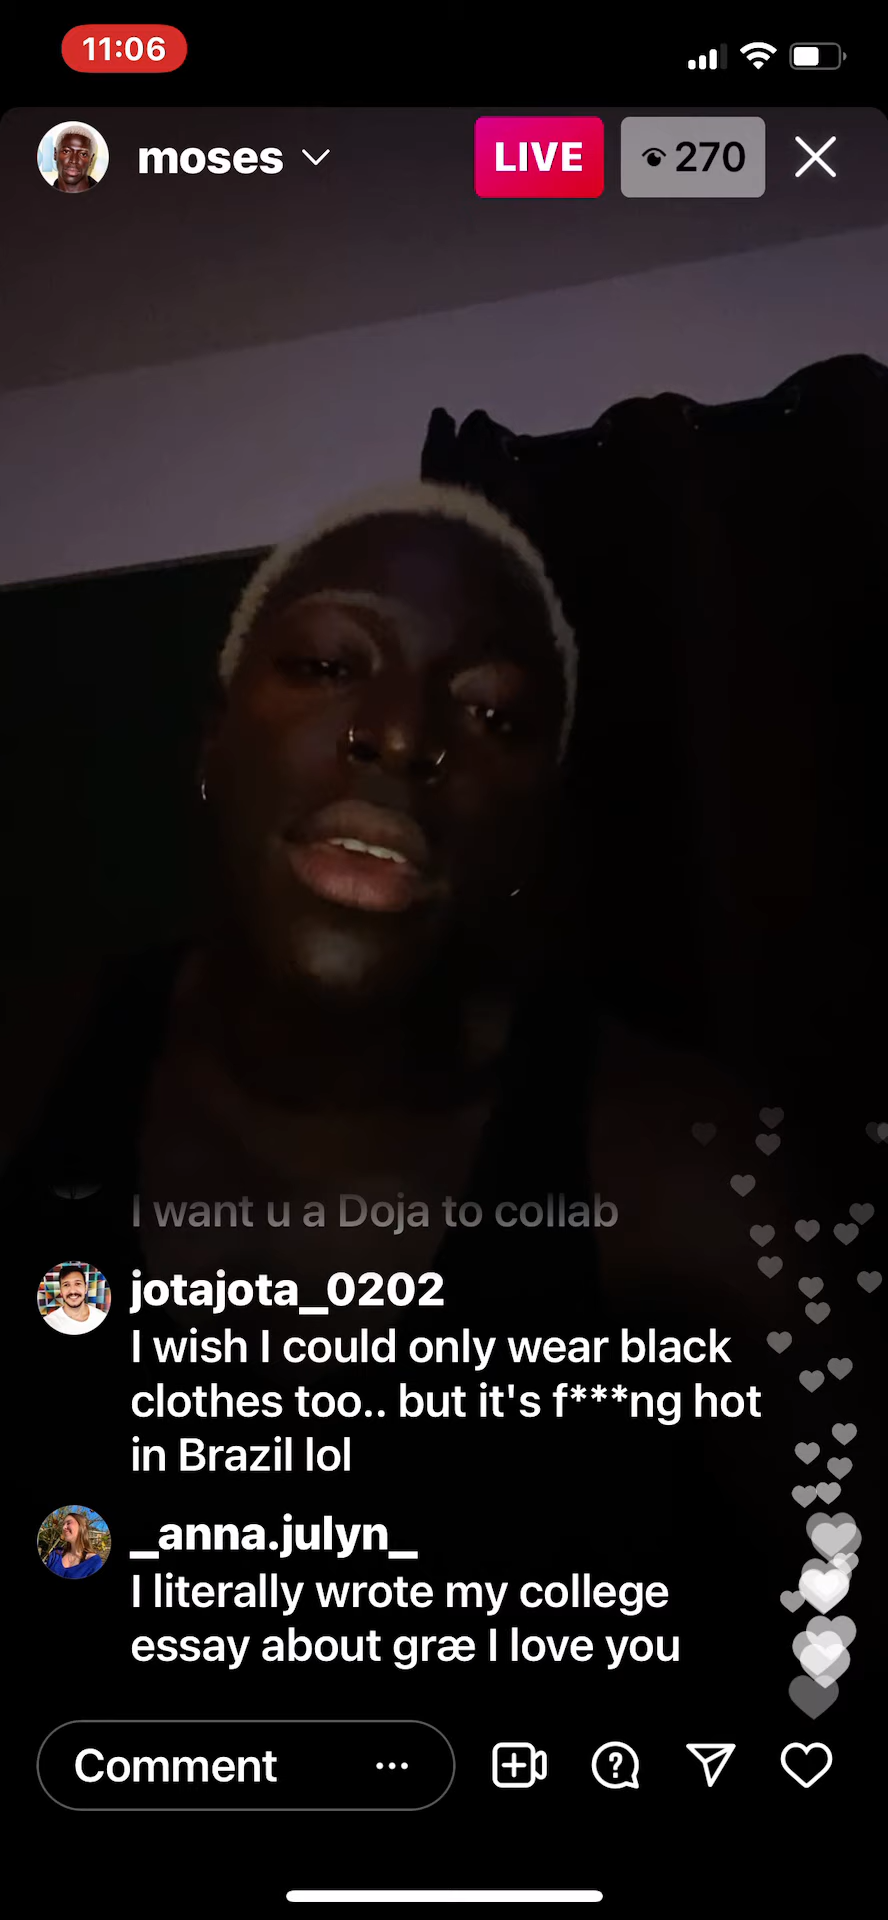 11:06
moses
LIVE
270
I want u a Doja to collab
jotajota_0202
I wish I could only wear black
clothes too.. but it's f***ng hot
in Brazil lol
_anna.julyn_
I literally wrote my college
essay about græ I love you
Comment